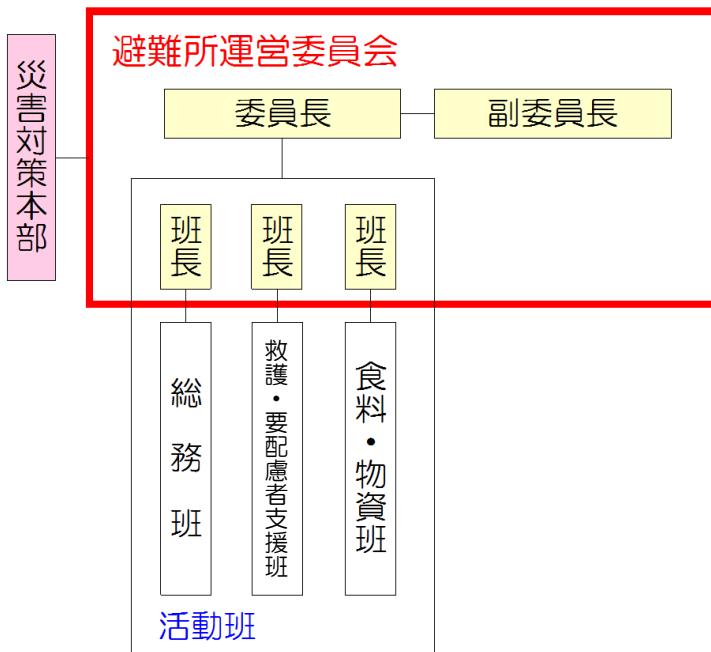 避難所運営委員会
災害対策本部
委員長
副委員長
班長
班長
班長
総務班
救護・要配慮者支援班
食料・物資班
活動班